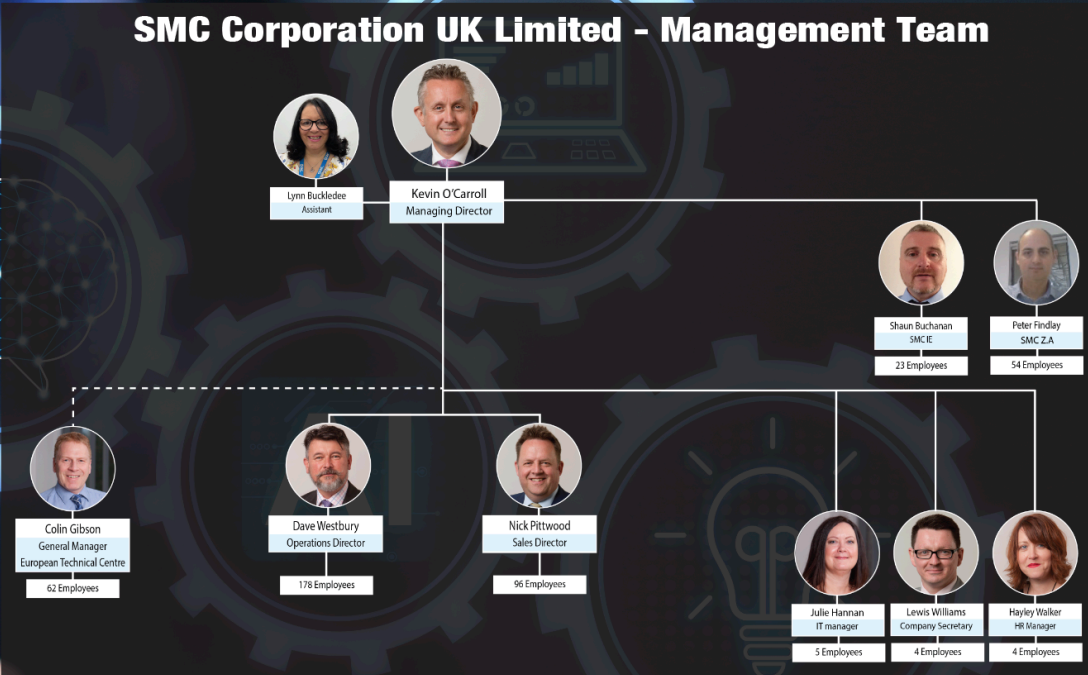 SMC Corporation UK Limited - Management Team
Lynn Buckledee
Assistant
Kevin O'Carroll
Managing Director
Shaun Buchanan
SMC IE
23 Employees
Peter Findlay
SMC Z.A
54 Employees
Colin Gibson
General Manager
European Technical Centre
62 Employees
Dave Westbury
Operations Director
178 Employees
Nick Pittwood
Sales Director
96 Employees
Julie Hannan
IT manager
5 Employees
Lewis Williams
Company Secretary
4 Employees
Hayley Walker
HR Manager
4 Employees